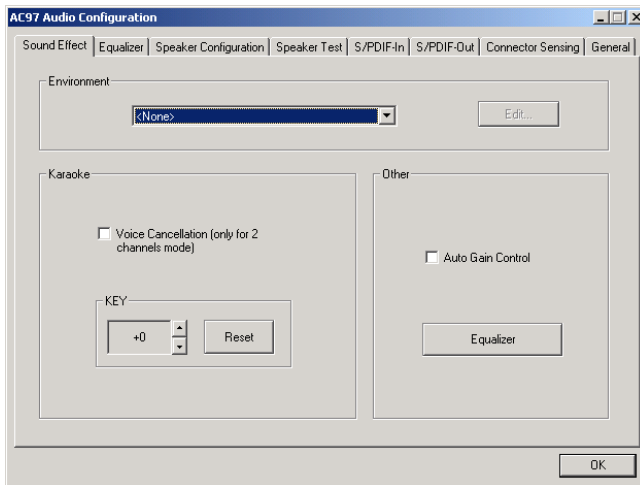 AC97 Audio Configuration
Sound Effect Equalizer Speaker Configuration Speaker Test S/PDIF-In S/PDIF-Out Connector Sensing General
Environment
<None> Edit...
Karaoke
Voice Cancellation (only for 2
channels mode)
KEY
+0 Reset
Other
Auto Gain Control
Equalizer
OK